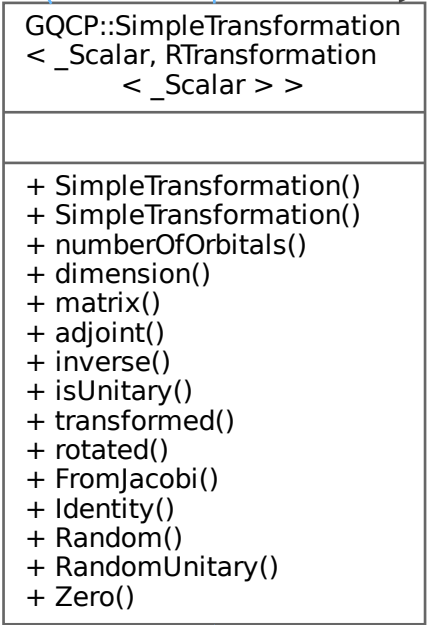 GQCP::SimpleTransformation
< _Scalar, RTransformation
< _Scalar > >
+ SimpleTransformation()
+ SimpleTransformation()
+ numberOfOrbitals()
+ dimension()
+ matrix()
+ adjoint()
+ inverse()
+ isUnitary()
+ transformed()
+ rotated()
+ FromJacobi()
+ Identity()
+ Random()
+ RandomUnitary()
+ Zero()